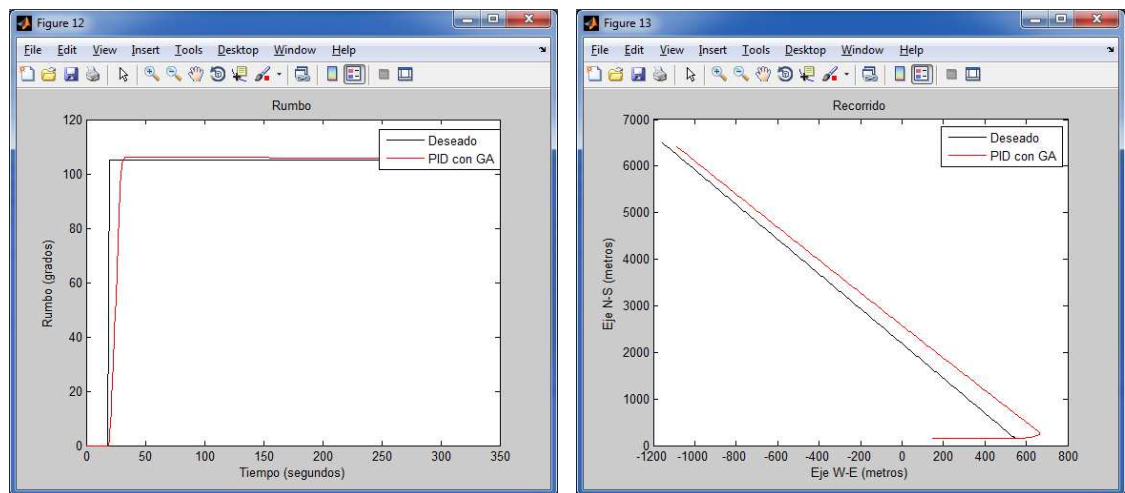 Figure 12
File Edit View Insert Tools Desktop Window Help
Rumbo
120
100
80
60
40
20
0
Rumbo (grados)
Deseado
PID con GA
0 50 100 150 200 250 300 350
Tiempo (segundos)
Figure 13
File Edit View Insert Tools Desktop Window Help
Recorrido
7000
6000
5000
4000
3000
2000
1000
0
Eje N-S (metros)
Deseado
PID con GA
-1200 -1000 -800 -600 -400 -200 0 200 400 600 800
Eje W-E (metros)